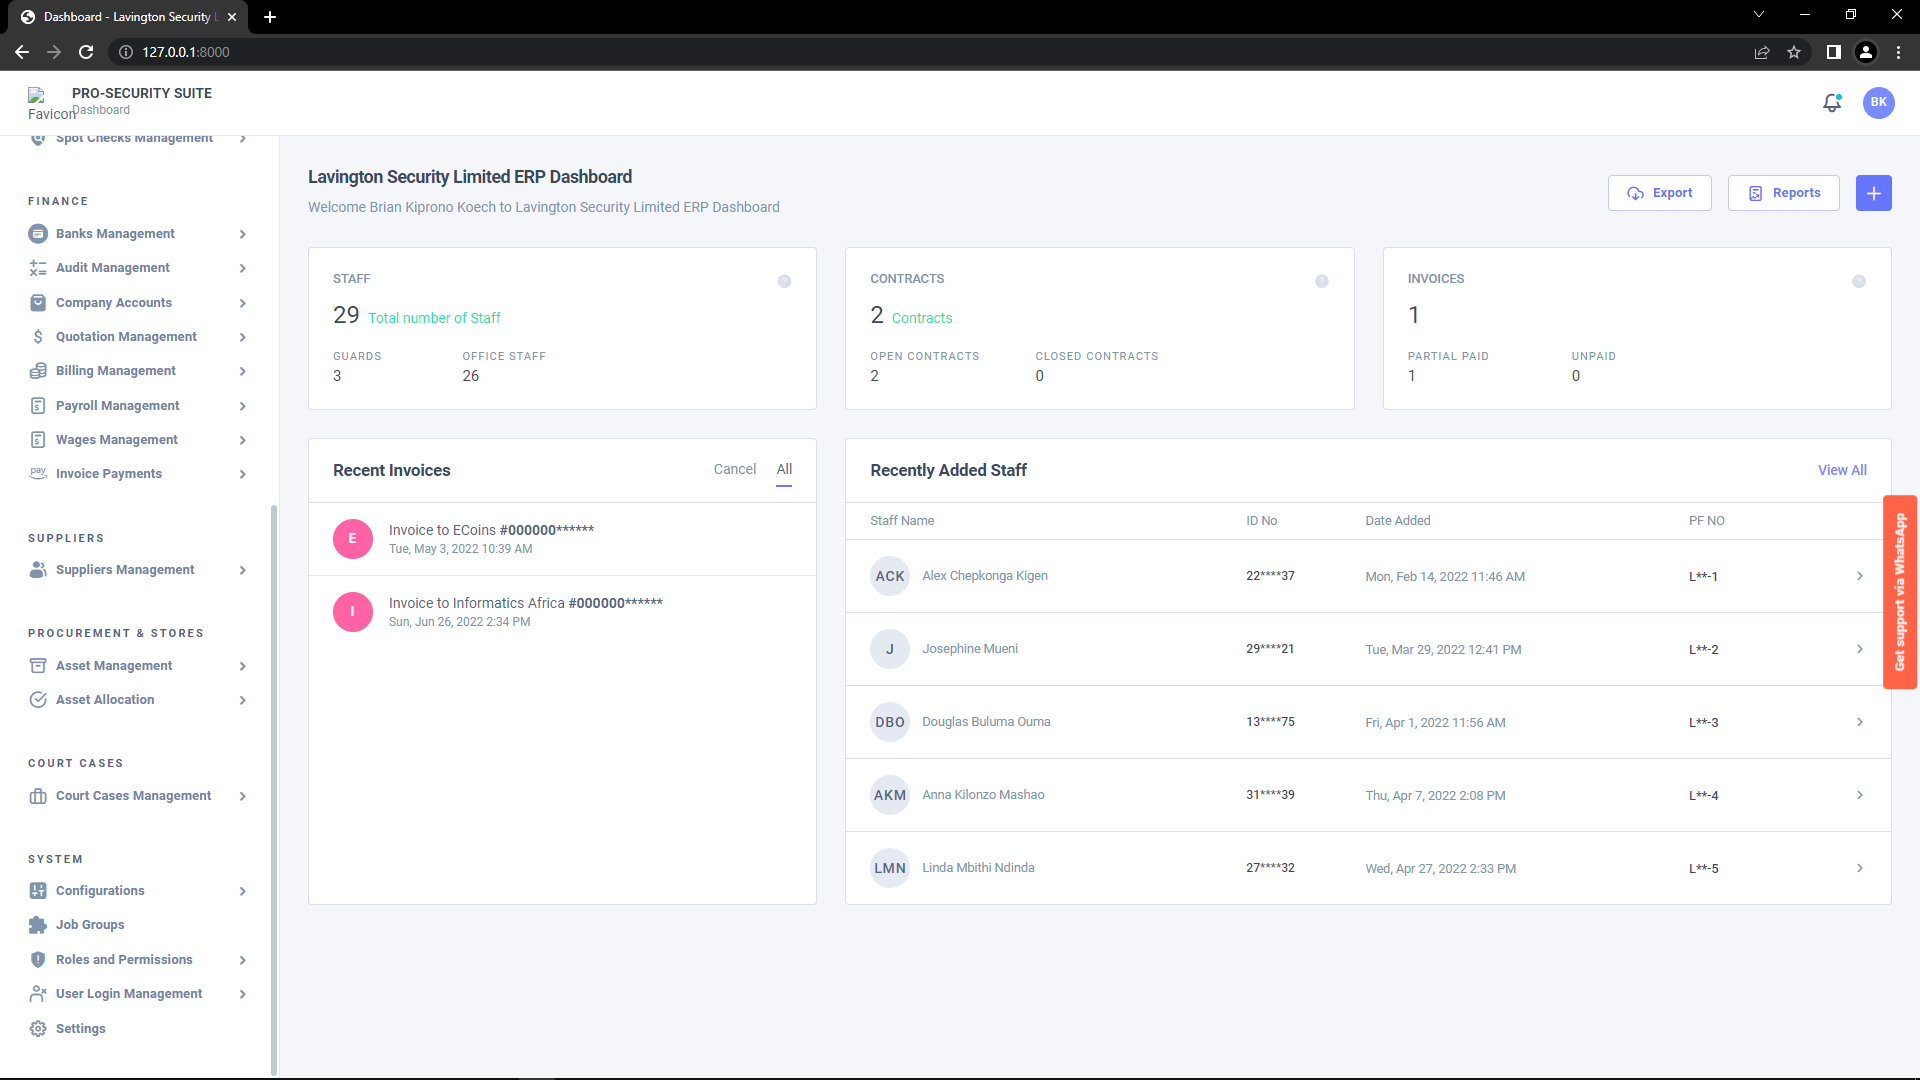 Dashboard - Lavington Security L
127.0.0.1:8000
Favicon
PRO-SECURITY SUITE
Dashboard
BK
Spot Checks Management
FINANCE
Banks Management
Audit Management
Company Accounts
Quotation Management
Billing Management
Payroll Management
Wages Management
pay
Invoice Payments
SUPPLIERS
Suppliers Management
PROCUREMENT & STORES
Asset Management
Asset Allocation
COURT CASES
Court Cases Management
SYSTEM
Configurations
Job Groups
Roles and Permissions
User Login Management
Settings
Lavington Security Limited ERP Dashboard
Welcome Brian Kiprono Koech to Lavington Security Limited ERP Dashboard
Export
Reports
STAFF
29 Total number of Staff
GUARDS OFFICE STAFF
3 26
CONTRACTS
2 Contracts
OPEN CONTRACTS CLOSED CONTRACTS
2 0
INVOICES
1
PARTIAL PAID UNPAID
1 0
Recent Invoices Cancel All
E
Invoice to ECoins #000000******
Tue, May 3, 2022 10:39 AM
I
Invoice to Informatics Africa #000000******
Sun, Jun 26, 2022 2:34 PM
Recently Added Staff View All
Staff Name ID No Date Added PF NO
ACK Alex Chepkonga Kigen 22****37 Mon, Feb 14, 2022 11:46 AM L**-1
J Josephine Mueni 29****21 Tue, Mar 29, 2022 12:41 PM L**-2
DBO Douglas Buluma Ouma 13****75 Fri, Apr 1, 2022 11:56 AM L**-3
AKM Anna Kilonzo Mashao 31****39 Thu, Apr 7, 2022 2:08 PM L**-4
LMN Linda Mbithi Ndinda 27****32 Wed, Apr 27, 2022 2:33 PM L**-5
Get support via WhatsApp